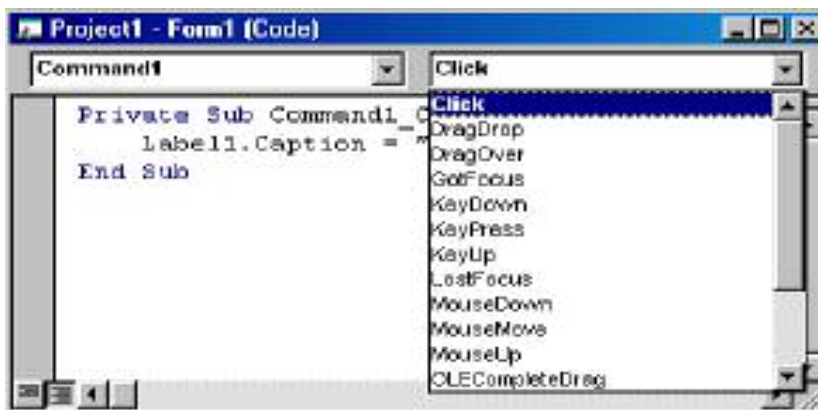 Project1 - Form1 (Code)
Command1
Click
Private Sub Command1_C
Label1.Caption = "
End Sub
Click
DragDrop
DragOver
GotFocus
KeyDown
KeyPress
KeyUp
LostFocus
MouseDown
MouseMove
MouseUp
OLECompleteDrag